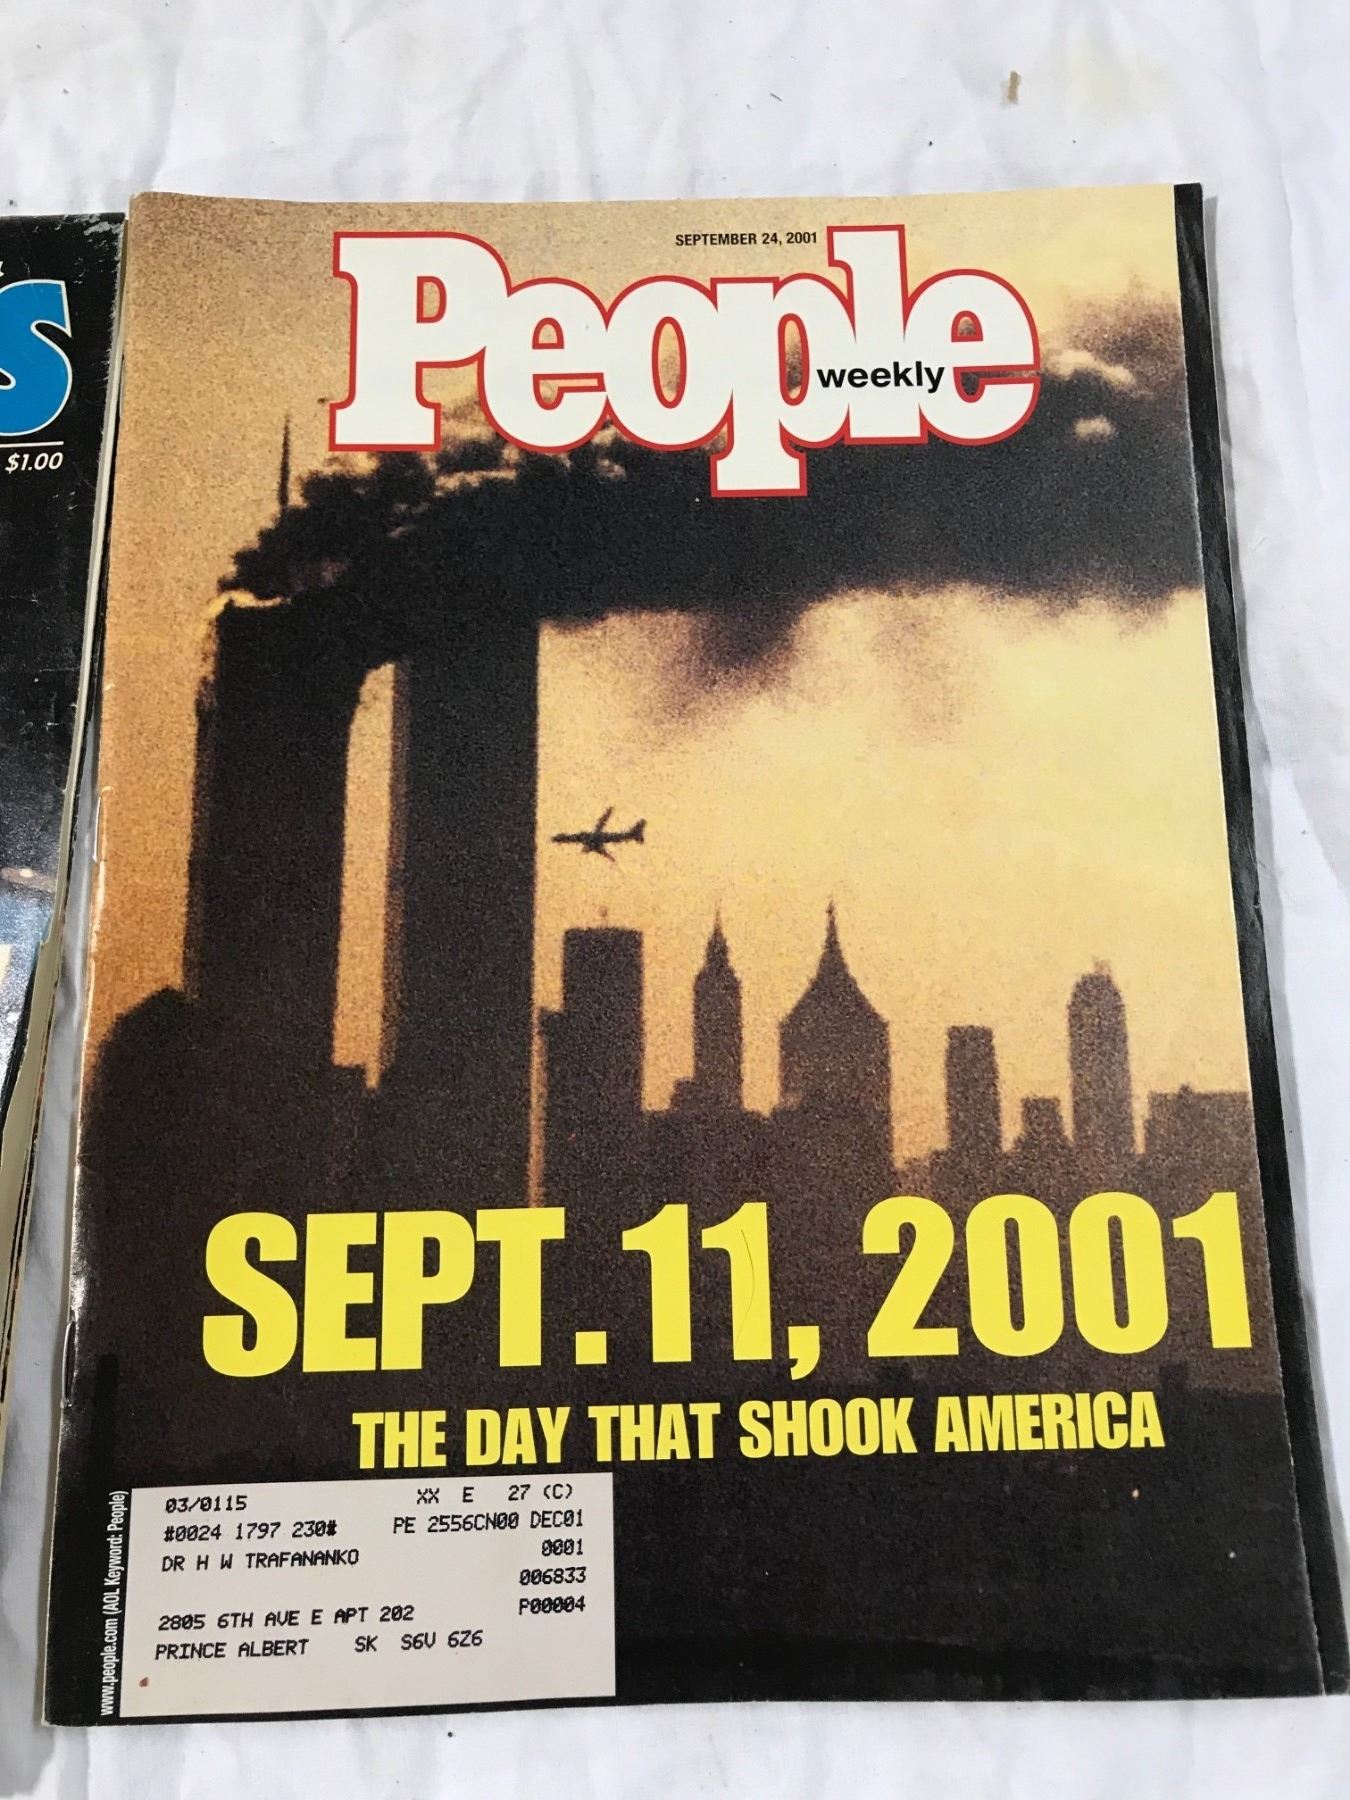 S
$1.00
SEPTEMBER 24, 2001
People
weekly
SEPT. 11, 2001
THE DAY THAT SHOOK AMERICA
www.people.com (AOL Keyword: People)
03/0115 XX E 27 (C)
#0024 1797 230# PE 2556CN00 DEC01
DR H W TRAFANANKO 0001
006833
2805 6TH AVE E APT 202 P00004
PRINCE ALBERT SK S6V 6Z6